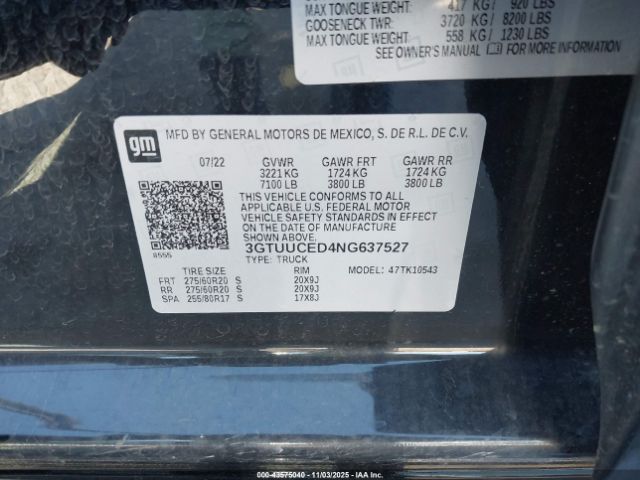 MAX TONGUE WEIGHT: 417 KG / 920 LBS
GOOSENECK TWR: 3720 KG / 8200 LBS
MAX TONGUE WEIGHT: 558 KG / 1230 LBS
SEE OWNER'S MANUAL FOR MORE INFORMATION
gm
MFD BY GENERAL MOTORS DE MEXICO, S. DE R.L. DE C.V.
07/22 GVWR GAWR FRT GAWR RR
3221 KG 1724 KG 1724 KG
7100 LB 3800 LB 3800 LB
THIS VEHICLE CONFORMS TO ALL
APPLICABLE U.S. FEDERAL MOTOR
VEHICLE SAFETY STANDARDS IN EFFECT
ON THE DATE OF MANUFACTURE
SHOWN ABOVE.
3GTUUCED4NG637527
8555
TYPE: TRUCK
TIRE SIZE RIM MODEL: 47TK10543
FRT 275/60R20 S 20X9J
RR 275/60R20 S 20X9J
SPA 255/80R17 S 17X8J
OWNER: 43575040 - 11/03/2025 - IAA Inc.